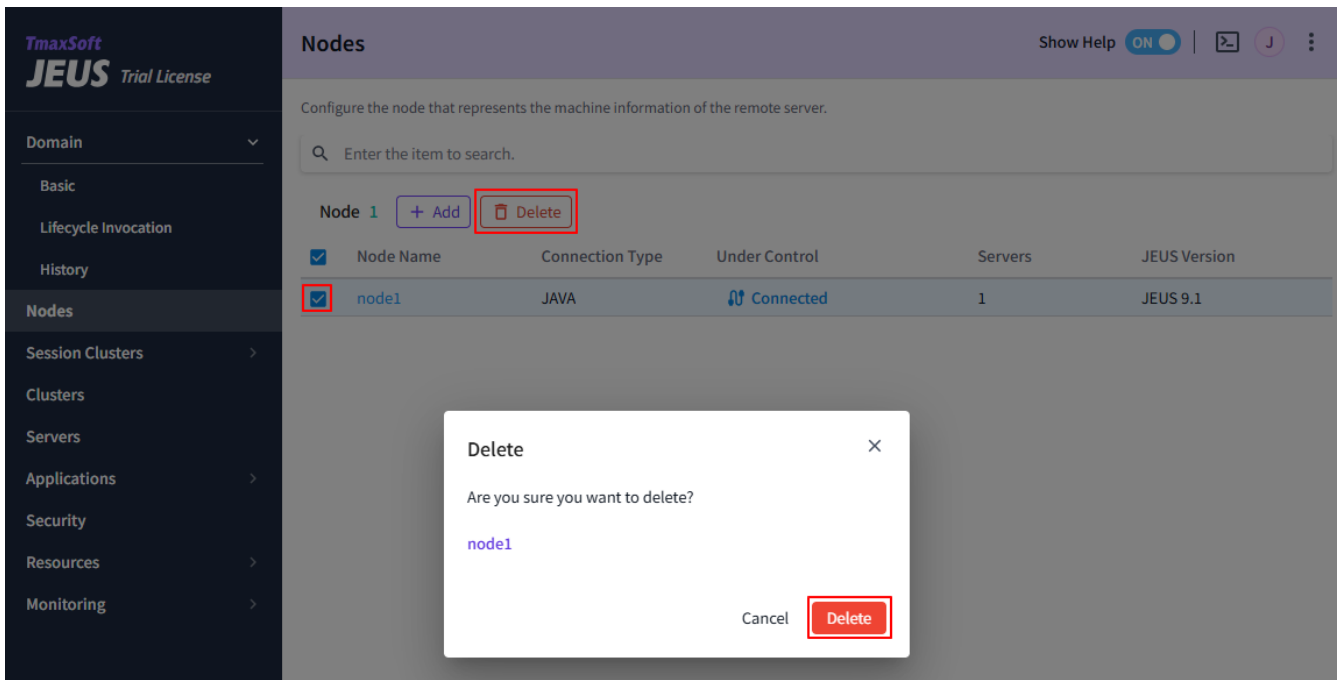 TmaxSoft
JEUS Trial License
Domain
Basic
Lifecycle Invocation
History
Nodes
Session Clusters
Clusters
Servers
Applications
Security
Resources
Monitoring
Nodes
Show Help ON J
Configure the node that represents the machine information of the remote server.
Enter the item to search.
Node 1 + Add Delete
Node Name Connection Type Under Control Servers JEUS Version
node1 JAVA Connected 1 JEUS 9.1
Delete
Are you sure you want to delete?
node1
Cancel Delete